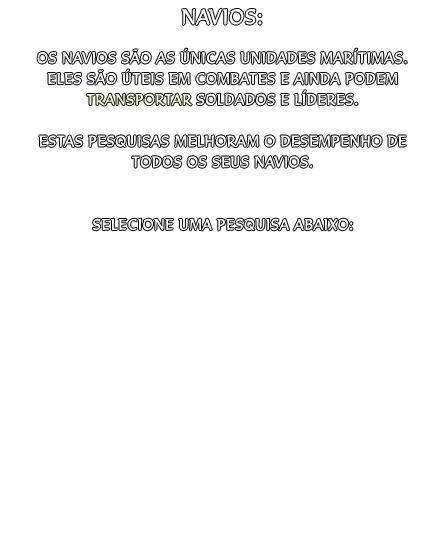 NAVIOS:
OS NAVIOS SÃO AS ÚNICAS UNIDADES MARÍTIMAS.
ELES SÃO ÚTEIS EM COMBATES E AINDA PODEM
TRANSPORTAR SOLDADOS E LÍDERES.
ESTAS PESQUISAS MELHORAM O DESEMPENHO DE
TODOS OS SEUS NAVIOS.
SELECIONE UMA PESQUISA ABAIXO: